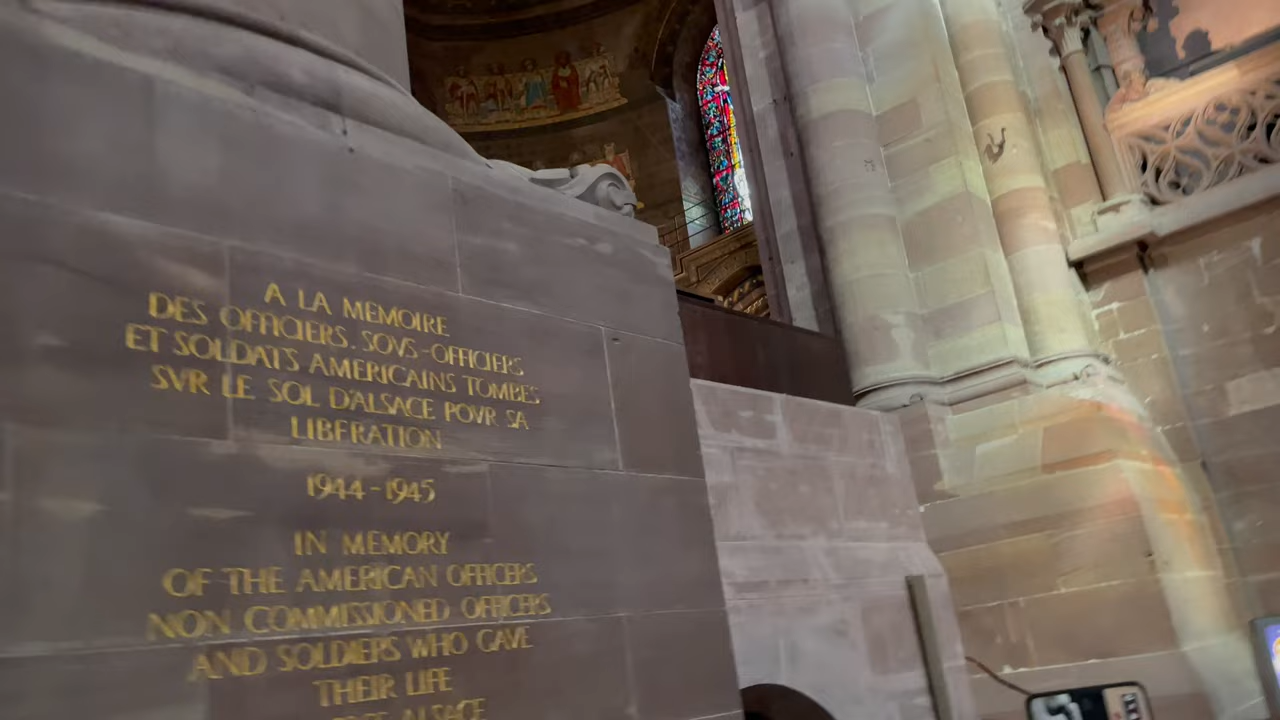 A LA MEMOIRE
DES OFFICIERS. SOVS-OFFICIERS
ET SOLDATS AMERICAINS TOMBES
SVR LE SOL D'ALSACE POVR SA
LIBERATION
1944-1945
IN MEMORY
OF THE AMERICAN OFFICERS
NON COMMISSIONED OFFICERS
AND SOLDIERS WHO GAVE
THEIR LIFE
ALSACE